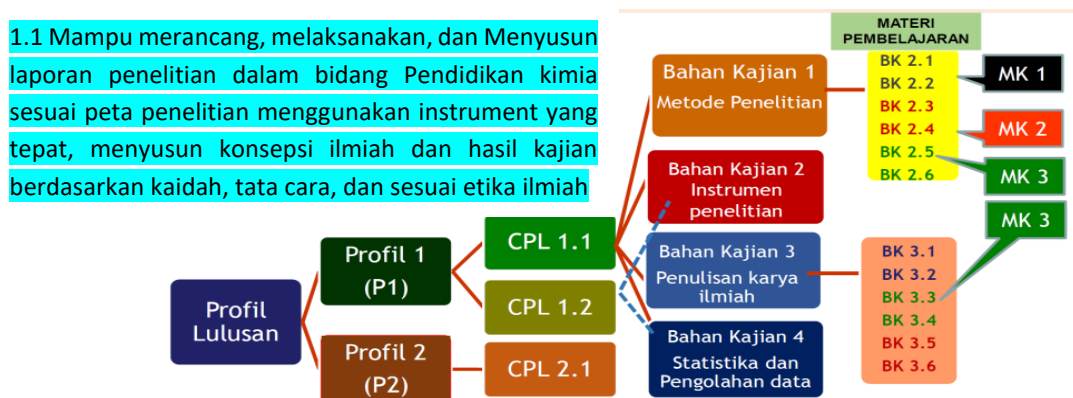 1.1 Mampu merancang, melaksanakan, dan Menyusun
laporan penelitian dalam bidang Pendidikan kimia
sesuai peta penelitian menggunakan instrument yang
tepat, menyusun konsepsi ilmiah dan hasil kajian
berdasarkan kaidah, tata cara, dan sesuai etika ilmiah
Profil
Lulusan
Profil 1
(P1)
Profil 2
(P2)
CPL 1.1
CPL 1.2
CPL 2.1
Bahan Kajian 1
Metode Penelitian
Bahan Kajian 2
Instrumen
penelitian
Bahan Kajian 3
Penulisan karya
ilmiah
Bahan Kajian 4
Statistika dan
Pengolahan data
MATERI
PEMBELAJARAN
BK 2.1
BK 2.2
BK 2.3
BK 2.4
BK 2.5
BK 2.6
MK 1
MK 2
MK 3
MK 3
BK 3.1
BK 3.2
BK 3.3
BK 3.4
BK 3.5
BK 3.6